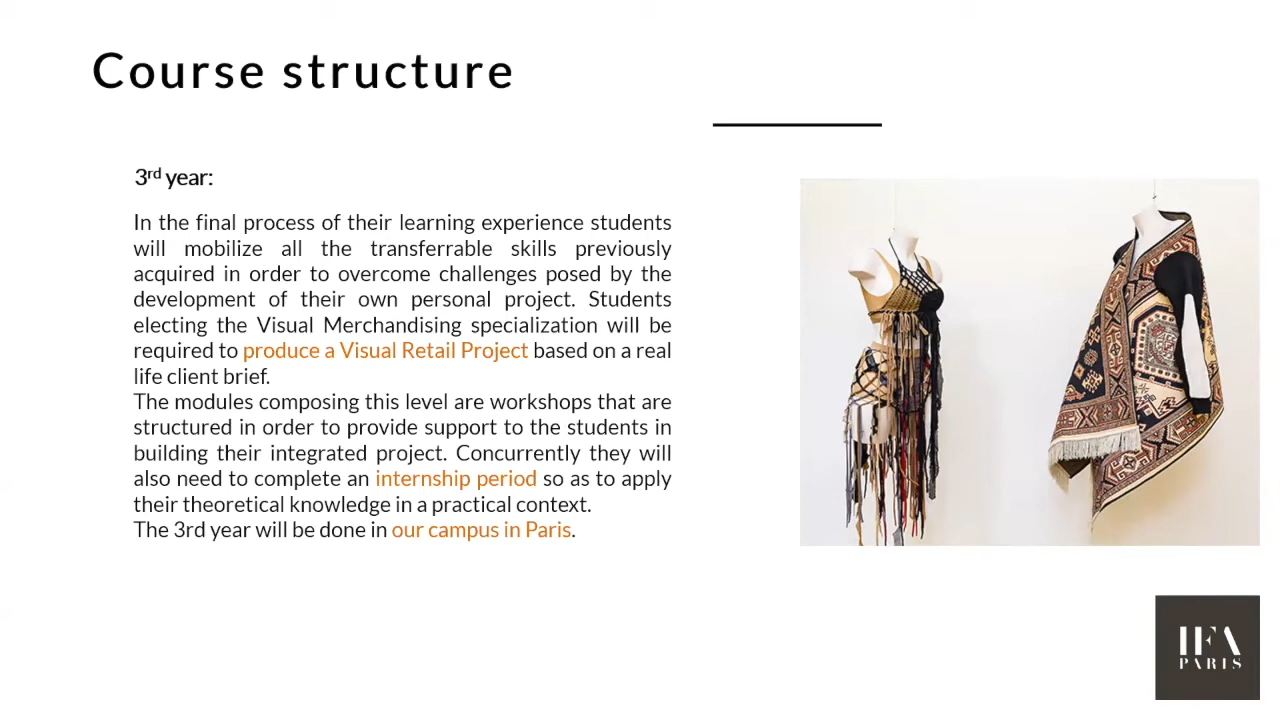 Course structure
3rd year:
In the final process of their learning experience students
will mobilize all the transferrable skills previously
acquired in order to overcome challenges posed by the
development of their own personal project. Students
electing the Visual Merchandising specialization will be
required to produce a Visual Retail Project based on a real
life client brief.
The modules composing this level are workshops that are
structured in order to provide support to the students in
building their integrated project. Concurrently they will
also need to complete an internship period so as to apply
their theoretical knowledge in a practical context.
The 3rd year will be done in our campus in Paris.
IFA
PARIS